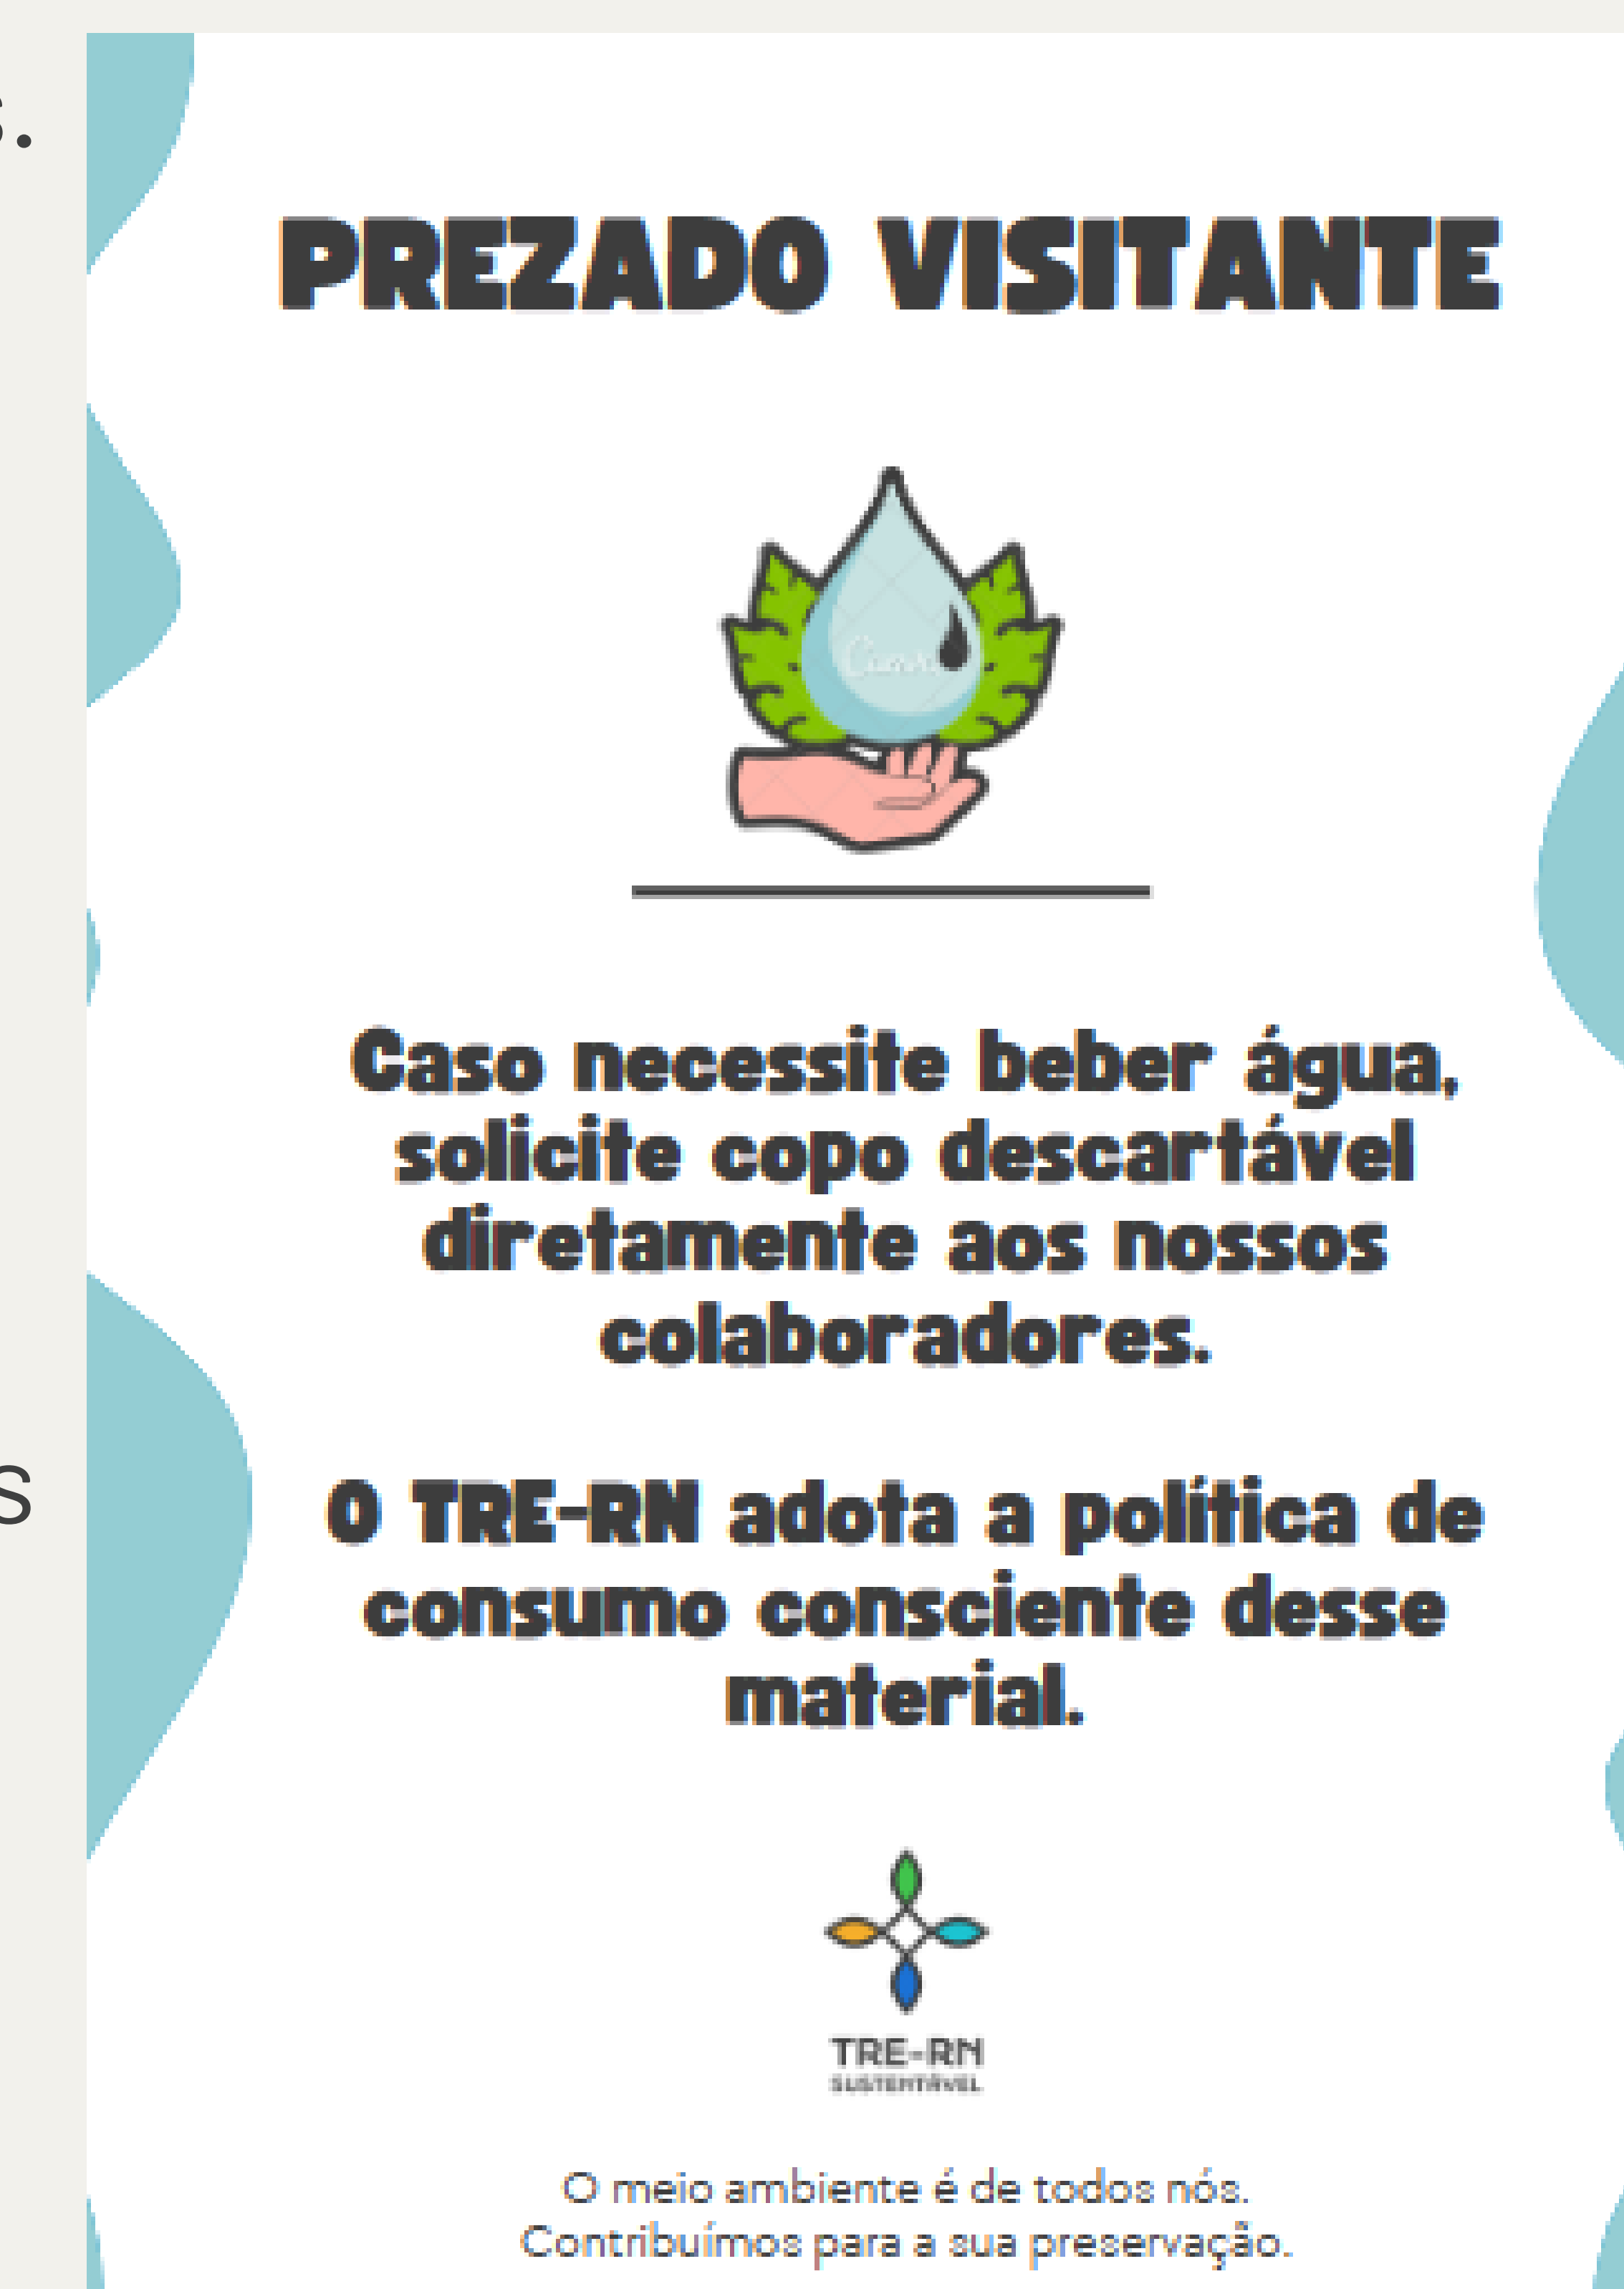 PREZADO VISITANTE
Canva
Caso necessite beber água,
solicite copo descartável
diretamente aos nossos
colaboradores.
O TRE-RN adota a política de
consumo consciente desse
material.
TRE-RN
SUSTENTÁVEL
O meio ambiente é de todos nós.
Contribuímos para a sua preservação.